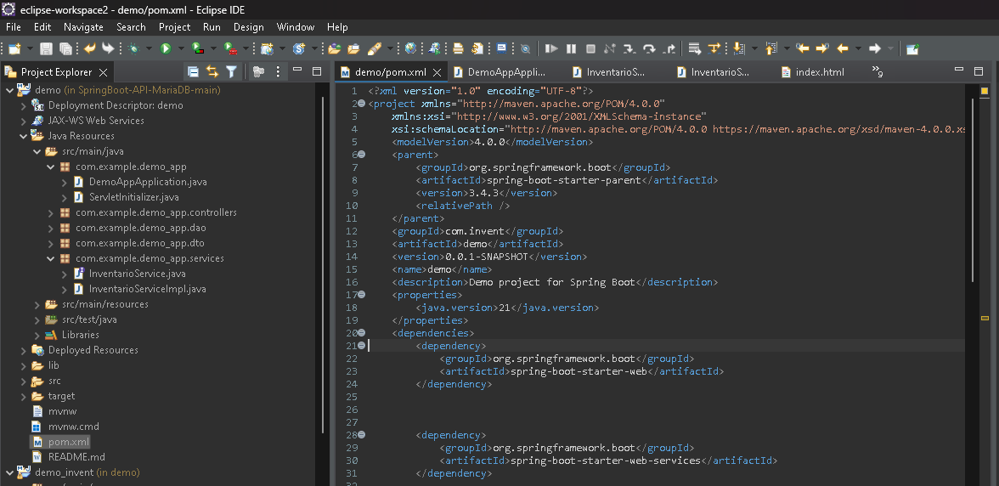 eclipse-workspace2 - demo/pom.xml - Eclipse IDE
File Edit Navigate Search Project Run Design Window Help
Project Explorer
demo (in SpringBoot-API-MariaDB-main)
Deployment Descriptor: demo
JAX-WS Web Services
Java Resources
src/main/java
com.example.demo_app
DemoAppApplication.java
ServletInitializer.java
com.example.demo_app.controllers
com.example.demo_app.dao
com.example.demo_app.dto
com.example.demo_app.services
InventarioService.java
InventarioServiceImpl.java
src/main/resources
src/test/java
Libraries
Deployed Resources
lib
src
target
mvnw
mvnw.cmd
pom.xml
README.md
demo_invent (in demo)
demo/pom.xml DemoAppAppli... InventarioS... InventarioS... index.html »9
1 <?xml version="1.0" encoding="UTF-8"?>
2 <project xmlns="http://maven.apache.org/POM/4.0.0"
3 xmlns:xsi="http://www.w3.org/2001/XMLSchema-instance"
4 xsi:schemaLocation="http://maven.apache.org/POM/4.0.0 https://maven.apache.org/xsd/maven-4.0.0.xs
5 <modelVersion>4.0.0</modelVersion>
6 <parent>
7 <groupId>org.springframework.boot</groupId>
8 <artifactId>spring-boot-starter-parent</artifactId>
9 <version>3.4.3</version>
10 <relativePath />
11 </parent>
12 <groupId>com.invent</groupId>
13 <artifactId>demo</artifactId>
14 <version>0.0.1-SNAPSHOT</version>
15 <name>demo</name>
16 <description>Demo project for Spring Boot</description>
17 <properties>
18 <java.version>21</java.version>
19 </properties>
20 <dependencies>
21 <dependency>
22 <groupId>org.springframework.boot</groupId>
23 <artifactId>spring-boot-starter-web</artifactId>
24 </dependency>
25
26
27
28 <dependency>
29 <groupId>org.springframework.boot</groupId>
30 <artifactId>spring-boot-starter-web-services</artifactId>
31 </dependency>